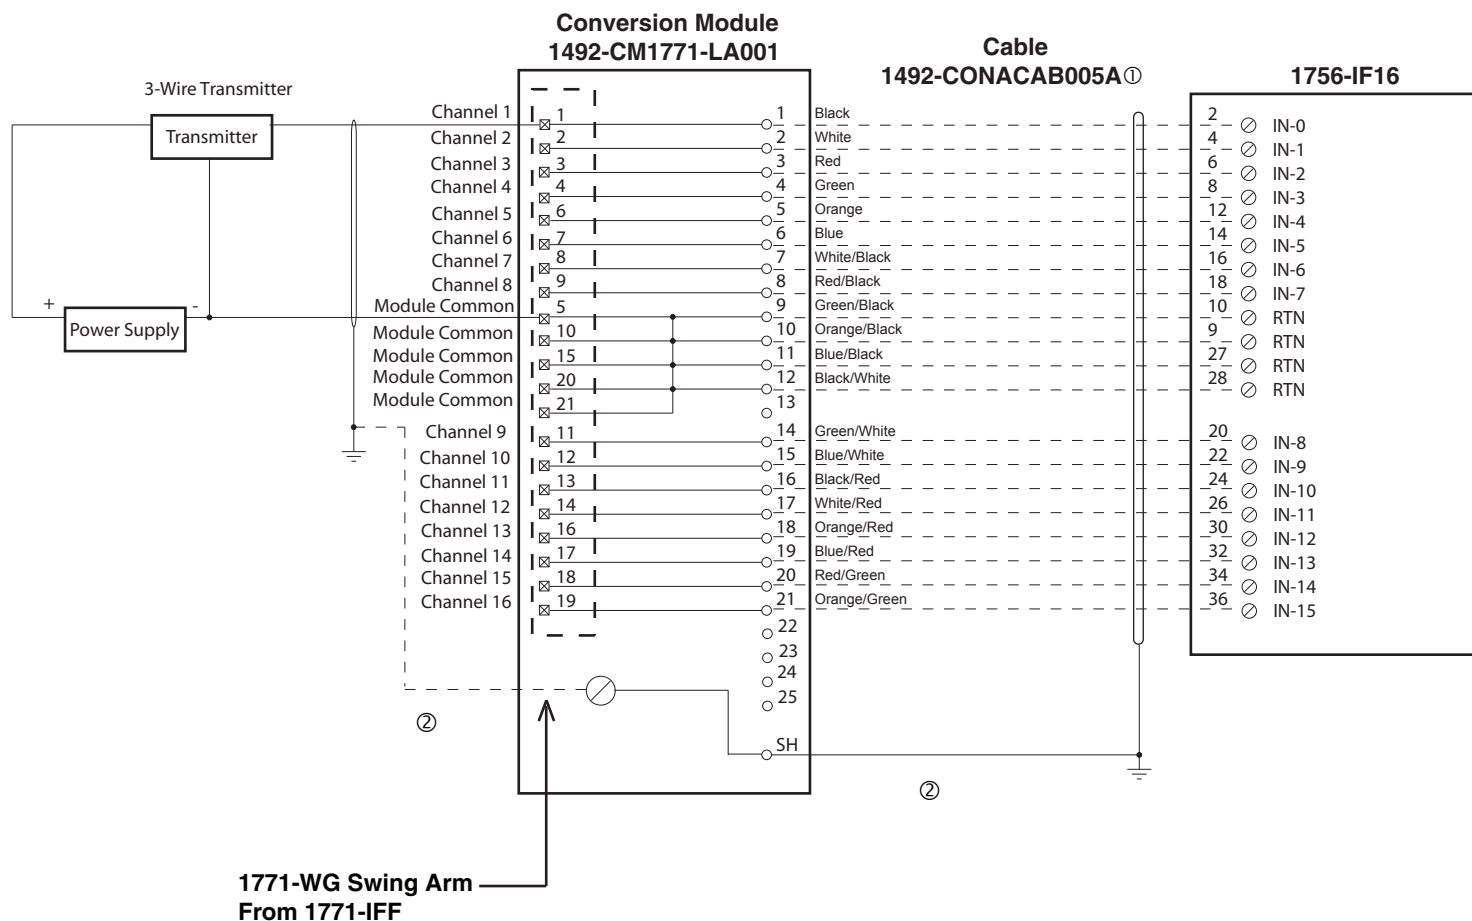 Conversion Module
1492-CM1771-LA001
Cable
1492-CONACAB005A①
1756-IF16
3-Wire Transmitter
Transmitter
+
-
Power Supply
Channel 1 1 1 Black 2 IN-0
Channel 2 2 2 White 4 IN-1
Channel 3 3 3 Red 6 IN-2
Channel 4 4 4 Green 8 IN-3
Channel 5 6 5 Orange 12 IN-4
Channel 6 7 6 Blue 14 IN-5
Channel 7 8 7 White/Black 16 IN-6
Channel 8 9 8 Red/Black 18 IN-7
Module Common 5 9 Green/Black 10 RTN
Module Common 10 10 Orange/Black 9 RTN
Module Common 15 11 Blue/Black 27 RTN
Module Common 20 12 Black/White 28 RTN
Module Common 21 13
Channel 9 11 14 Green/White 20 IN-8
Channel 10 12 15 Blue/White 22 IN-9
Channel 11 13 16 Black/Red 24 IN-10
Channel 12 14 17 White/Red 26 IN-11
Channel 13 16 18 Orange/Red 30 IN-12
Channel 14 17 19 Blue/Red 32 IN-13
Channel 15 18 20 Red/Green 34 IN-14
Channel 16 19 21 Orange/Green 36 IN-15
22
23
24
25
②
SH
②
1771-WG Swing Arm
From 1771-IFF